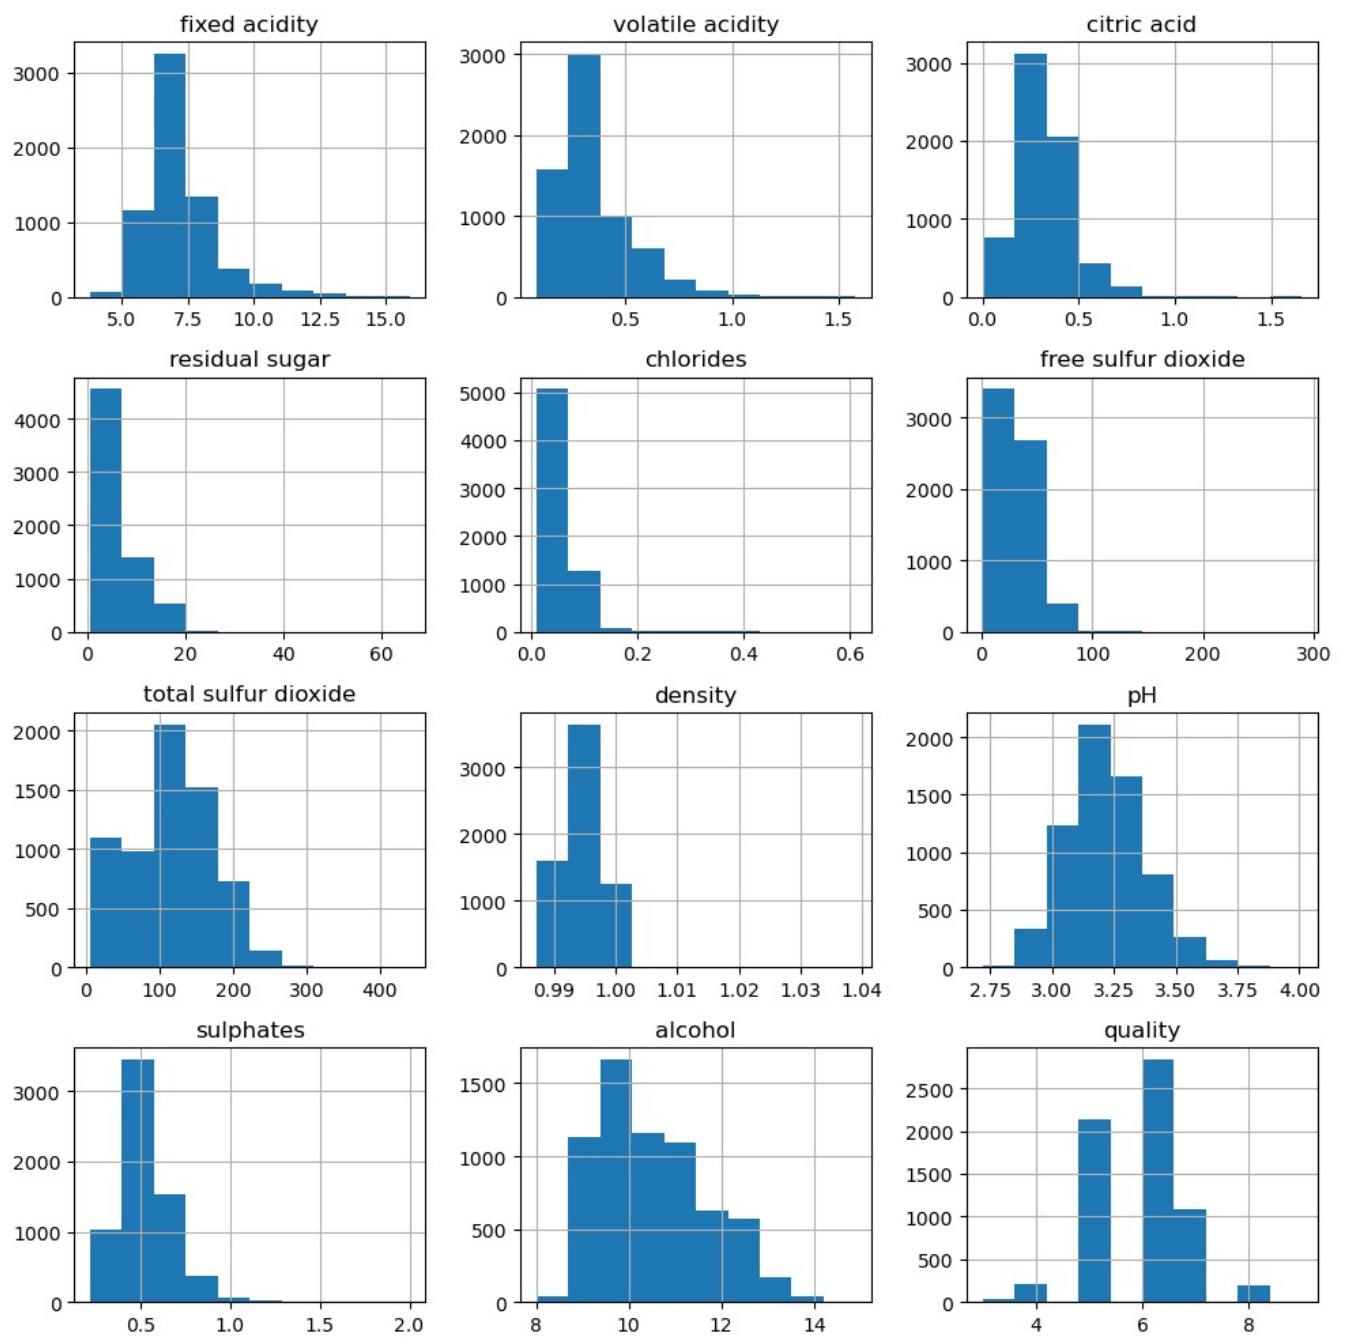 fixed acidity
3000
2000
1000
0
5.0 7.5 10.0 12.5 15.0
volatile acidity
3000
2000
1000
0
0.5 1.0 1.5
citric acid
3000
2000
1000
0
0.0 0.5 1.0 1.5
residual sugar
4000
3000
2000
1000
0
0 20 40 60
chlorides
5000
4000
3000
2000
1000
0
0.0 0.2 0.4 0.6
free sulfur dioxide
3000
2000
1000
0
0 100 200 300
total sulfur dioxide
2000
1500
1000
500
0
0 100 200 300 400
density
3000
2000
1000
0
0.99 1.00 1.01 1.02 1.03 1.04
pH
2000
1500
1000
500
0
2.75 3.00 3.25 3.50 3.75 4.00
sulphates
3000
2000
1000
0
0.5 1.0 1.5 2.0
alcohol
1500
1000
500
0
8 10 12 14
quality
2500
2000
1500
1000
500
0
4 6 8